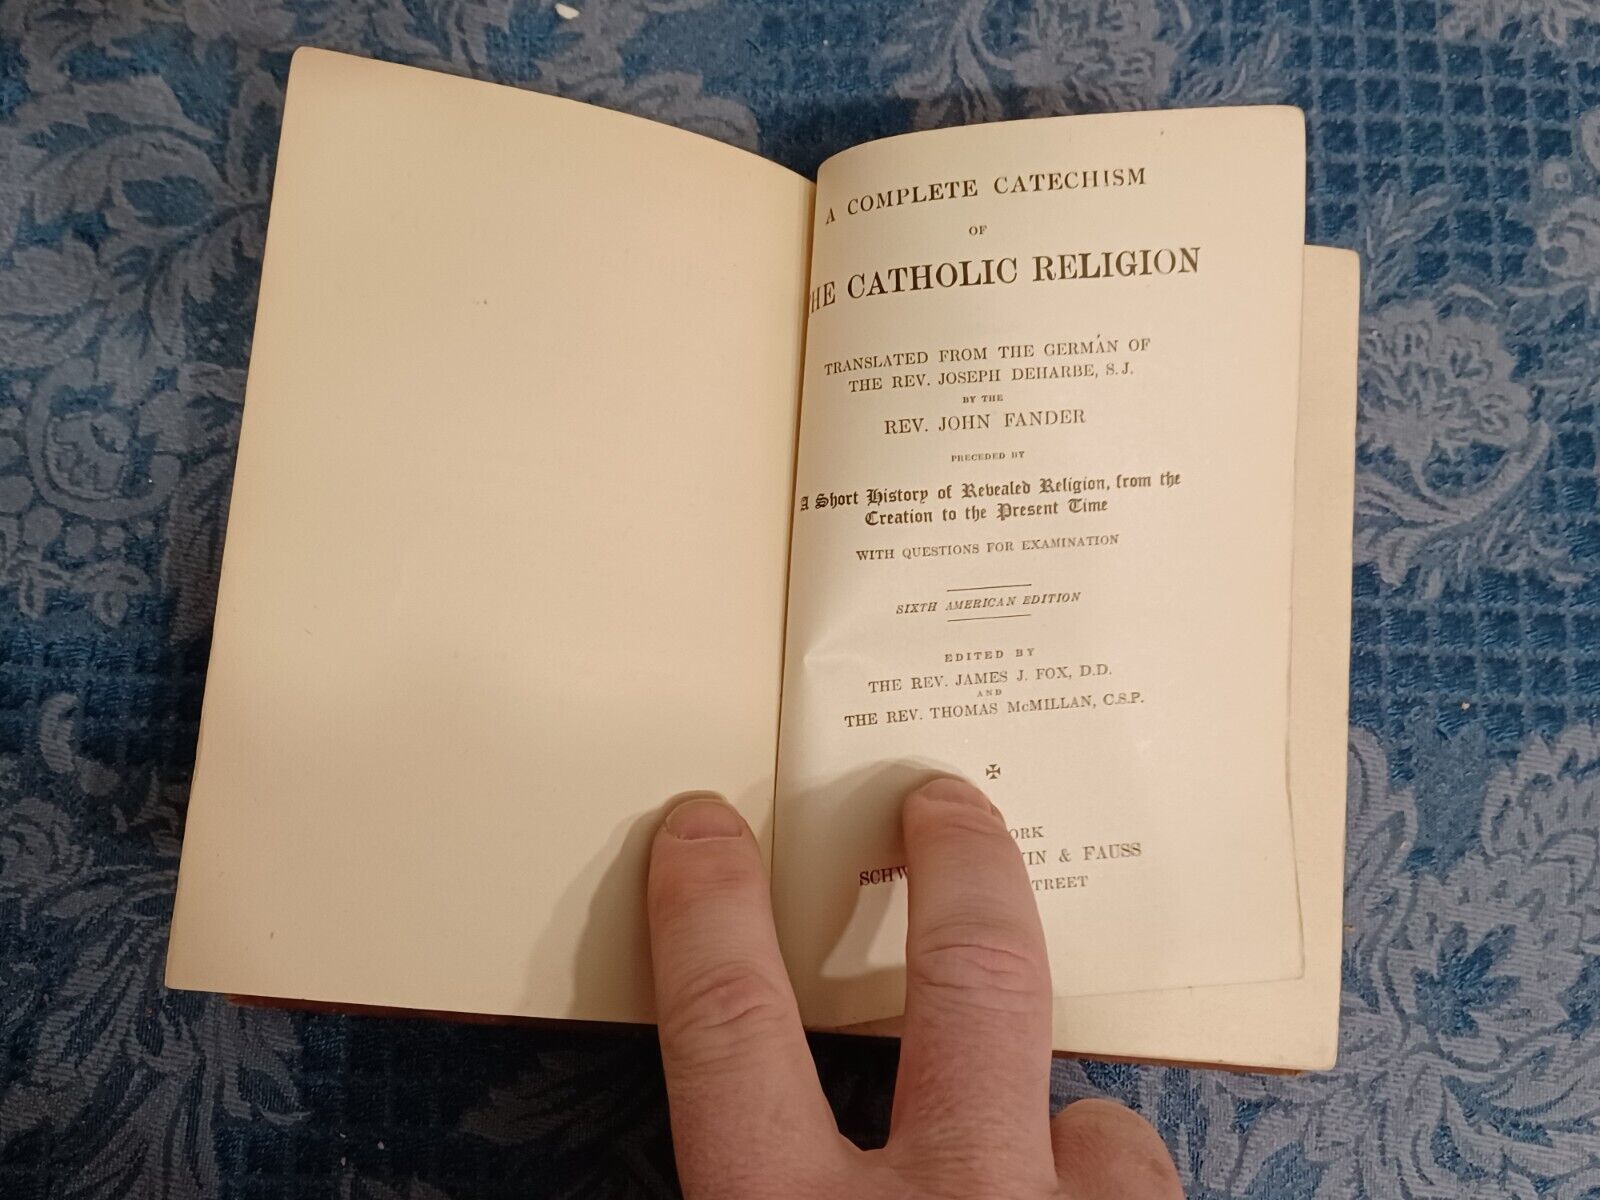 A COMPLETE CATECHISM
OF
THE CATHOLIC RELIGION
TRANSLATED FROM THE GERMAN OF
THE REV. JOSEPH DEHARBE, S.J.
BY THE
REV. JOHN FANDER
PRECEDED BY
A Short History of Revealed Religion, from the
Creation to the Present Time
WITH QUESTIONS FOR EXAMINATION
SIXTH AMERICAN EDITION
EDITED BY
THE REV. JAMES J. FOX, D.D.
AND
THE REV. THOMAS McMILLAN, C.S.P.
ORK
SCHW IN & FAUSS
TREET